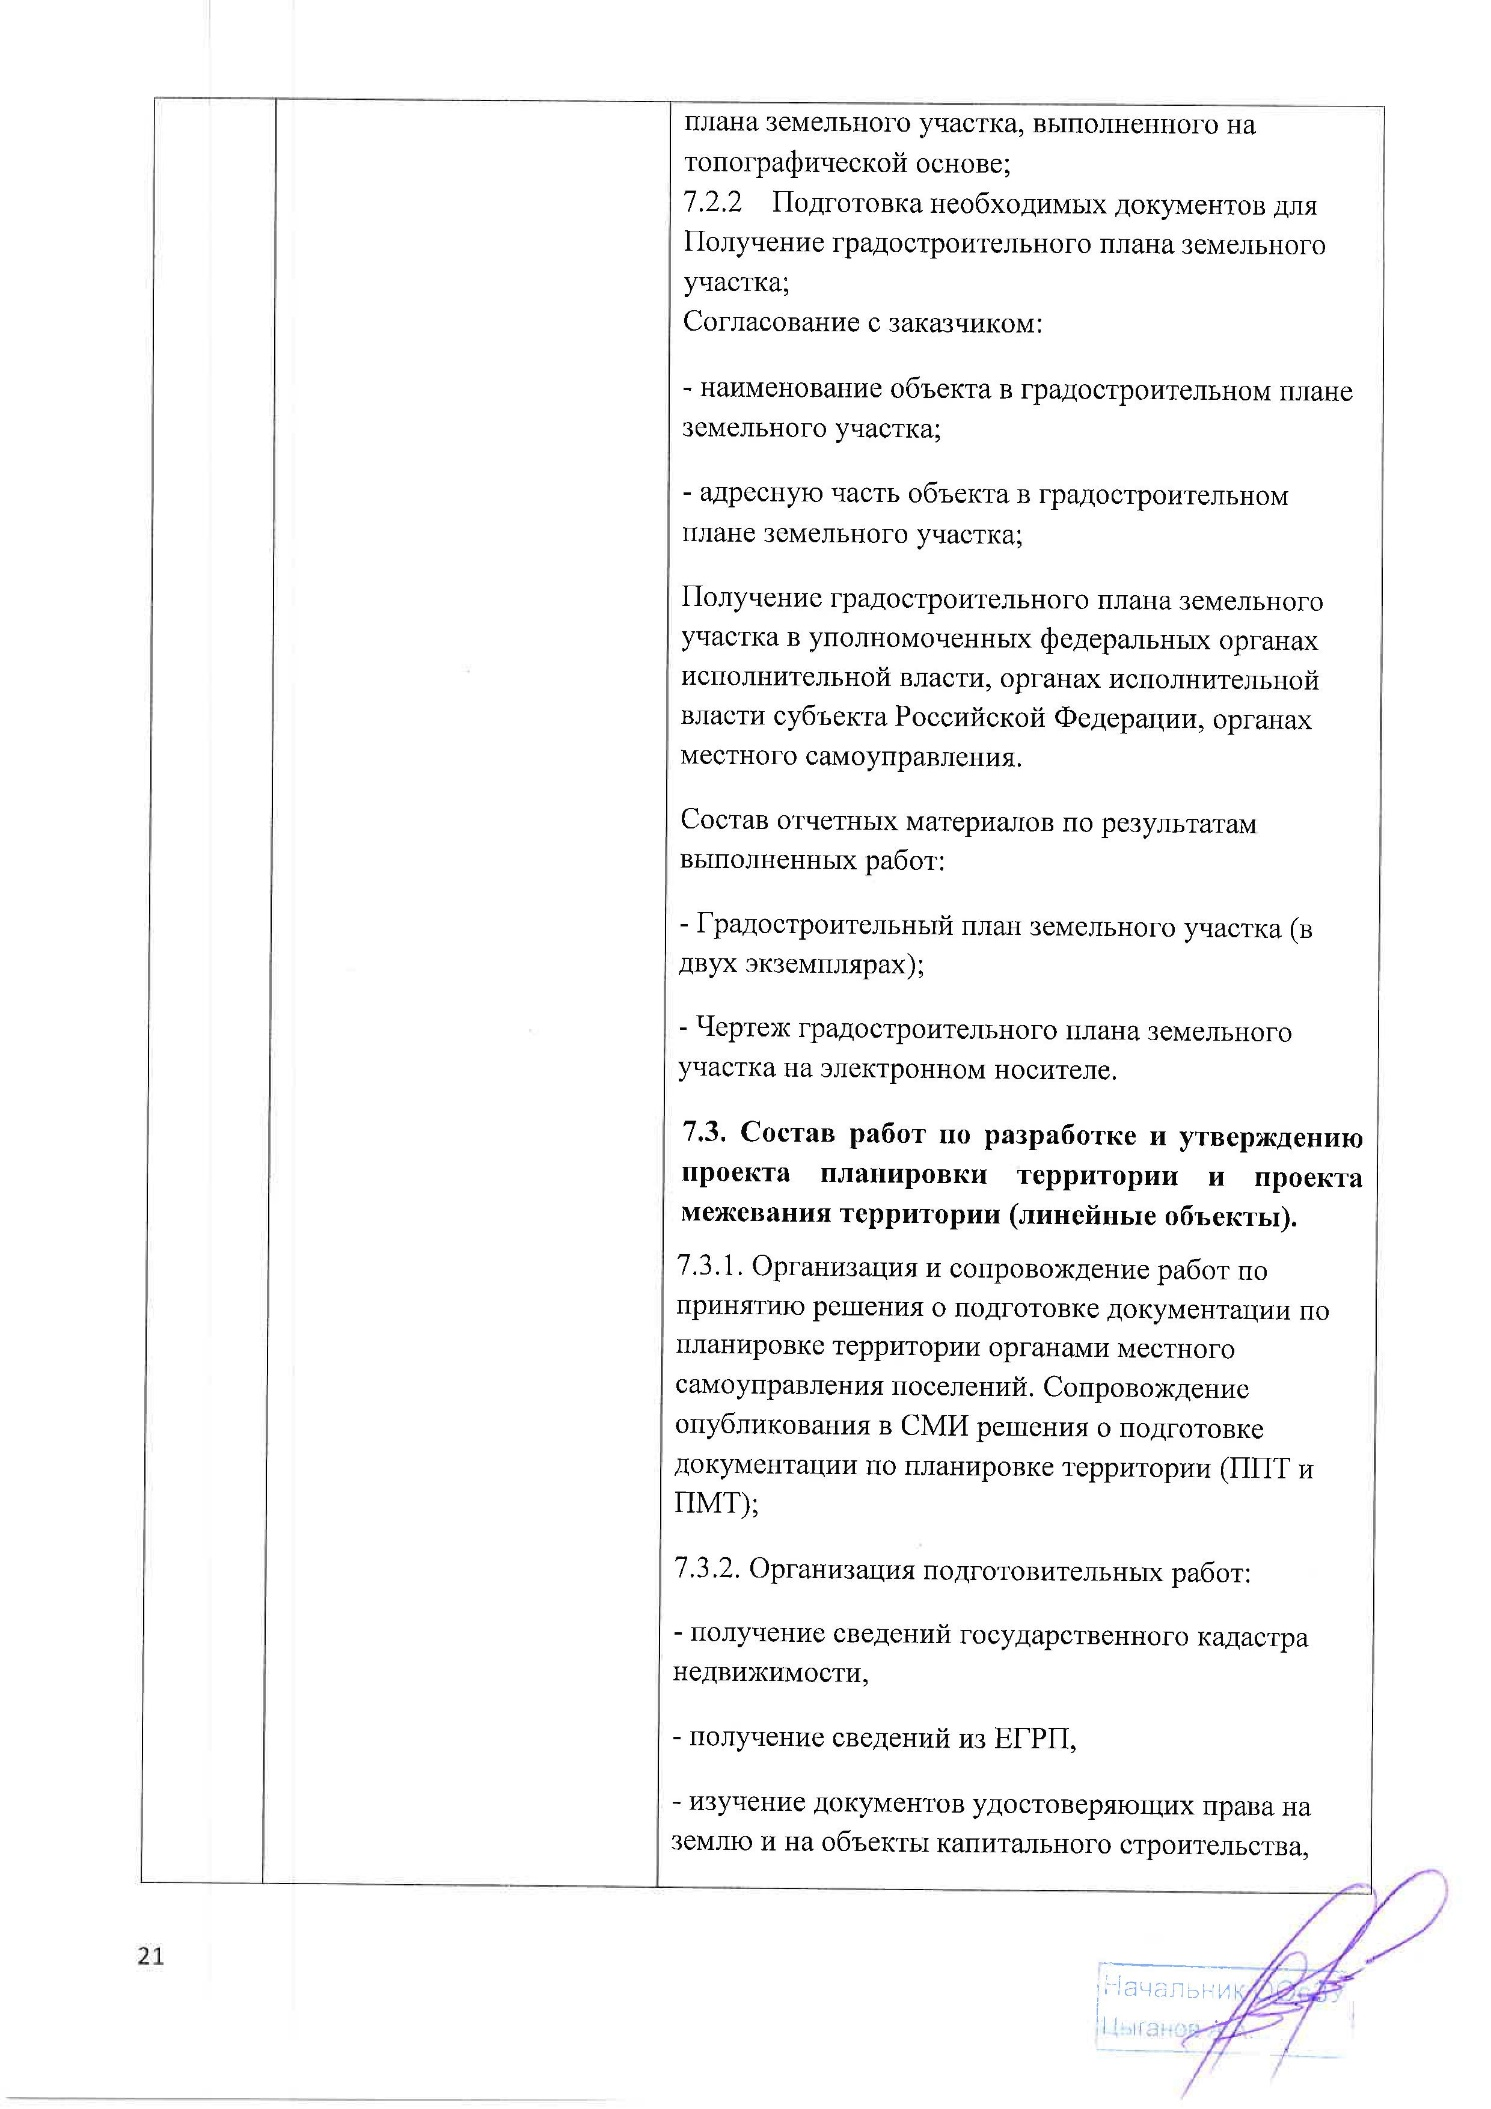 плана земельного участка, выполненного на
топографической основе;
7.2.2 Подготовка необходимых документов для
Получение градостроительного плана земельного
участка;
Согласование с заказчиком:
- наименование объекта в градостроительном плане
земельного участка;
- адресную часть объекта в градостроительном
плане земельного участка;
Получение градостроительного плана земельного
участка в уполномоченных федеральных органах
исполнительной власти, органах исполнительной
власти субъекта Российской Федерации, органах
местного самоуправления.
Состав отчетных материалов по результатам
выполненных работ:
- Градостроительный план земельного участка (в
двух экземплярах);
- Чертеж градостроительного плана земельного
участка на электронном носителе.
7.3. Состав работ по разработке и утверждению
проекта планировки территории и проекта
межевания территории (линейные объекты).
7.3.1. Организация и сопровождение работ по
принятию решения о подготовке документации по
планировке территории органами местного
самоуправления поселений. Сопровождение
опубликования в СМИ решения о подготовке
документации по планировке территории (ППТ и
ПМТ);
7.3.2. Организация подготовительных работ:
- получение сведений государственного кадастра
недвижимости,
- получение сведений из ЕГРП,
- изучение документов удостоверяющих права на
землю и на объекты капитального строительства,
21
Начальник
Цыганов